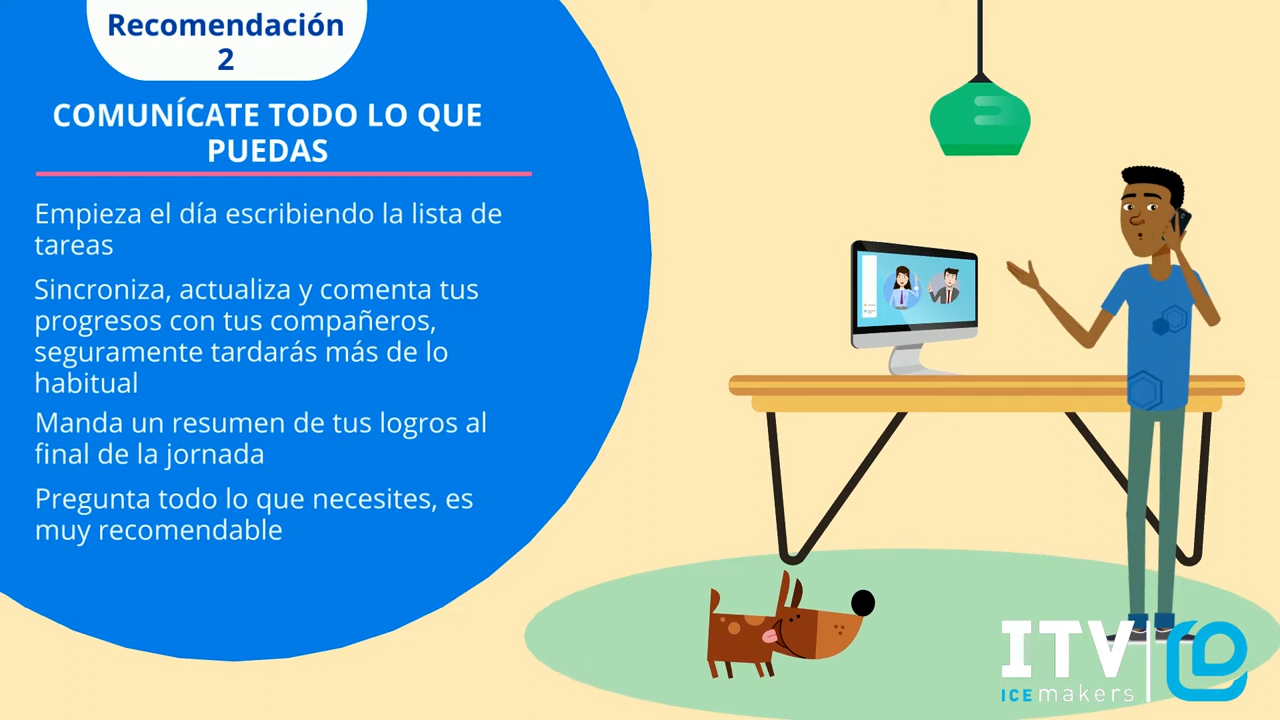 Recomendación
2
COMUNÍCATE TODO LO QUE
PUEDAS
Empieza el día escribiendo la lista de
tareas
Sincroniza, actualiza y comenta tus
progresos con tus compañeros,
seguramente tardarás más de lo
habitual
Manda un resumen de tus logros al
final de la jornada
Pregunta todo lo que necesites, es
muy recomendable
ITV
ICEmakers